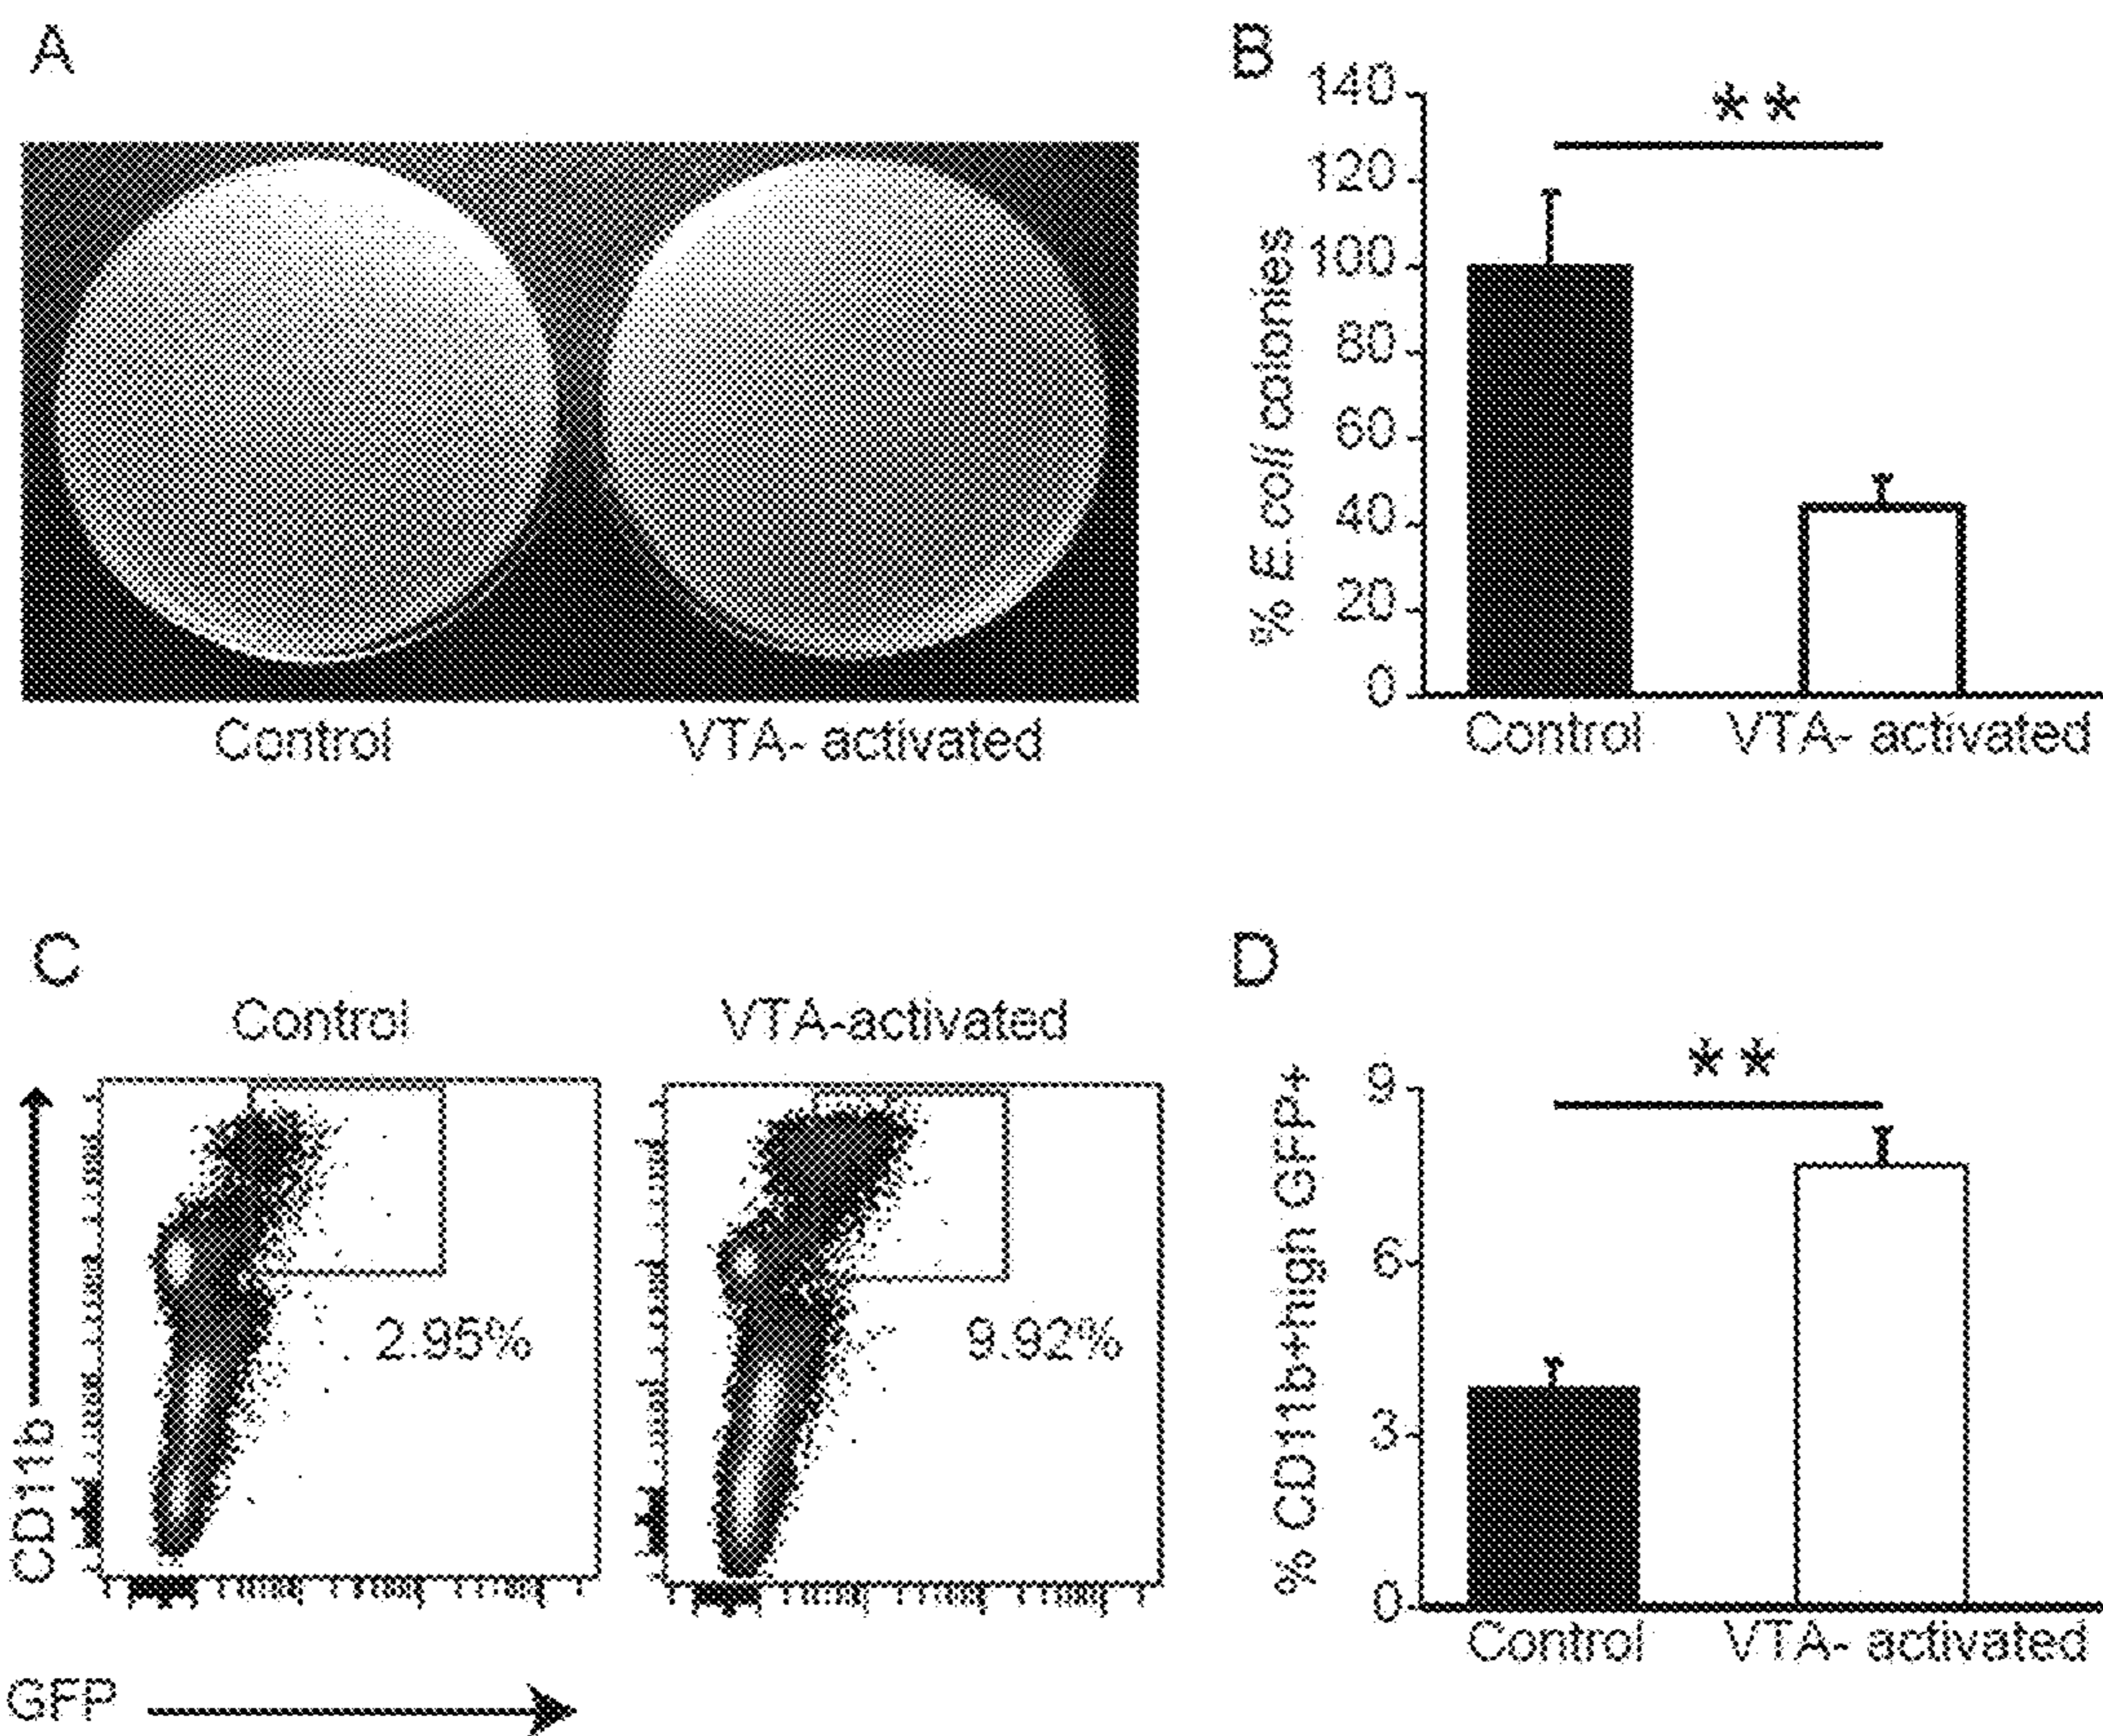 A
Control
VTA- activated
B
140
120
100
80
60
40
20
0
% E.coli colonies
**
Control
VTA- activated
C
Control
VTA-activated
CD11b
2.95%
9.92%
GFP
D
9
6
3
0
% CD11b+high GFP+
**
Control
VTA- activated